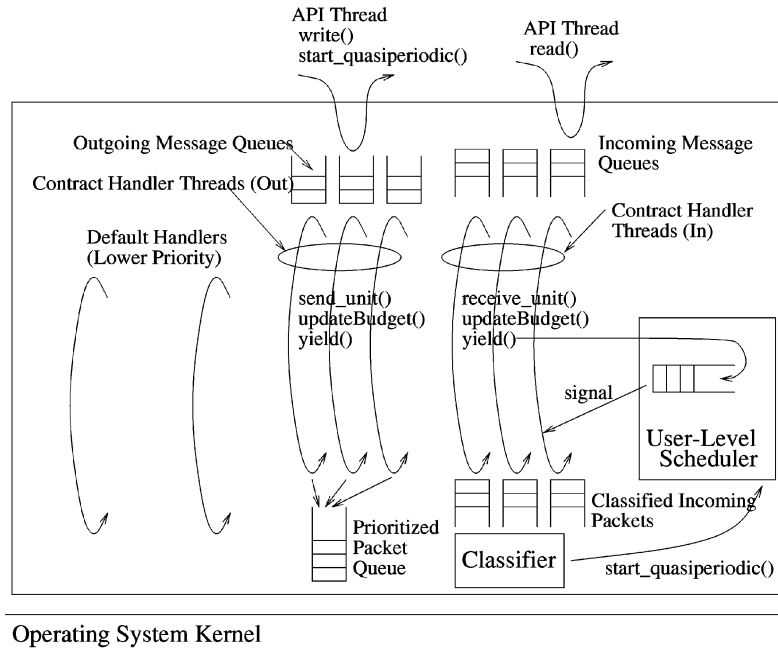 API Thread
write()
start_quasiperiodic()
API Thread
read()
Outgoing Message Queues
Incoming Message
Queues
Contract Handler Threads (Out)
Contract Handler
Threads (In)
Default Handlers
(Lower Priority)
send_unit()
updateBudget()
yield()
receive_unit()
updateBudget()
yield()
signal
User-Level
Scheduler
Prioritized
Packet
Queue
Classified Incoming
Packets
Classifier
start_quasiperiodic()
Operating System Kernel